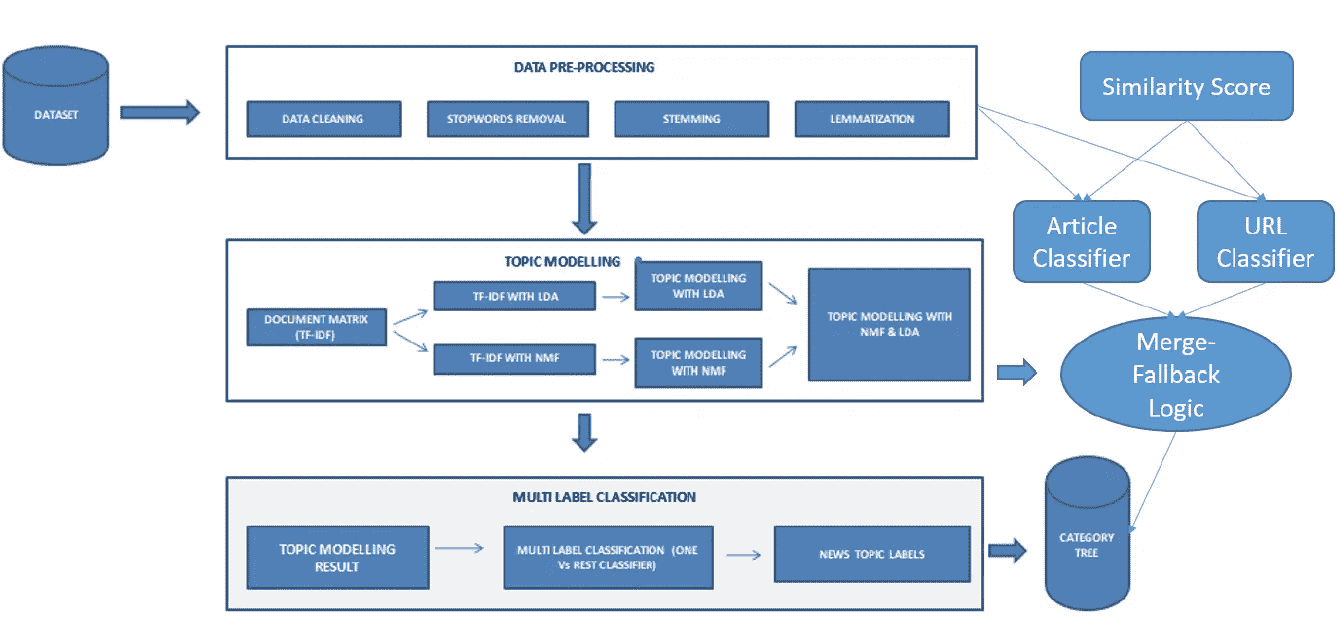 DATASET
DATA PRE-PROCESSING
DATA CLEANING
STOPWORDS REMOVAL
STEMMING
LEMMATIZATION
Similarity Score
Article
Classifier
URL
Classifier
TOPIC MODELLING
DOCUMENT MATRIX
(TF-IDF)
TF-IDF WITH LDA
TF-IDF WITH NMF
TOPIC MODELLING
WITH LDA
TOPIC MODELLING
WITH NMF
TOPIC MODELLING WITH
NMF & LDA
Merge-
Fallback
Logic
MULTI LABEL CLASSIFICATION
TOPIC MODELLING
RESULT
MULTI LABEL CLASSIFICATION (ONE
Vs REST CLASSIFIER)
NEWS TOPIC LABELS
CATEGORY
TREE